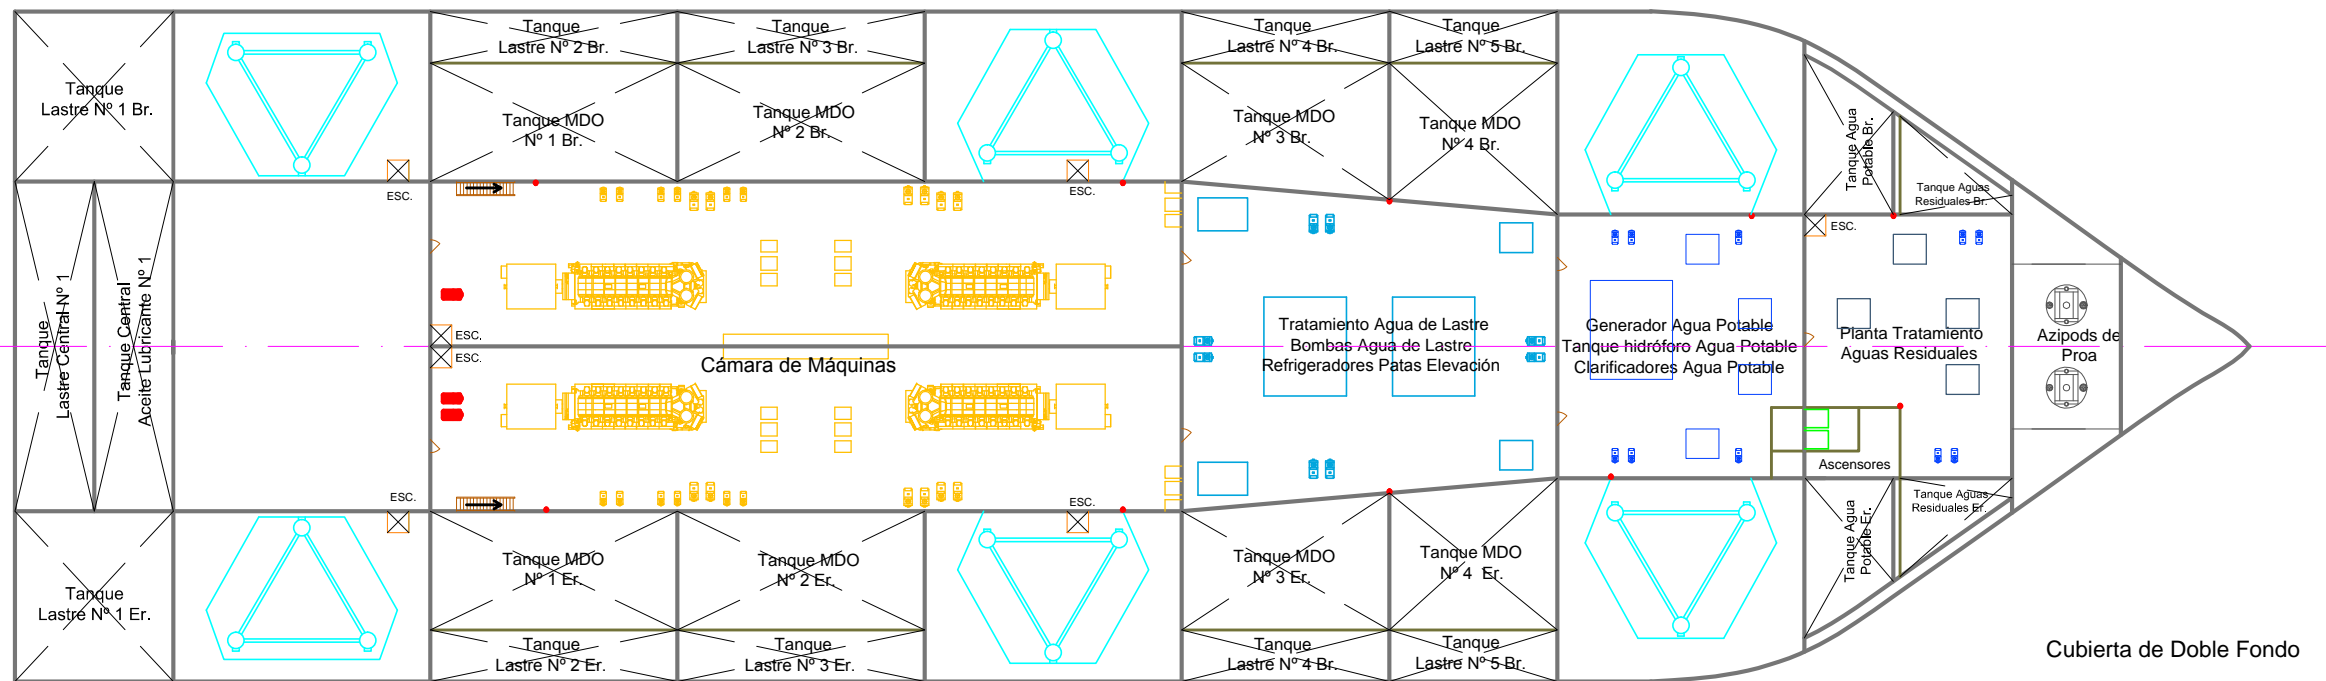 Tanque
Lastre Nº 1 Br.
Tanque
Lastre Nº 2 Br.
Tanque
Lastre Nº 3 Br.
Tanque
Lastre Nº 4 Br.
Tanque
Lastre Nº 5 Br.
Tanque MDO
Nº 1 Br.
Tanque MDO
Nº 2 Br.
Tanque MDO
Nº 3 Br.
Tanque MDO
Nº 4 Br.
Tanque Agua
Potable Br.
Tanque Aguas
Residuales Br.
ESC.
ESC.
ESC.
Tanque
Lastre Central Nº 1
Tanque Central
Aceite Lubricante Nº 1
ESC.
ESC.
Cámara de Máquinas
Tratamiento Agua de Lastre
Bombas Agua de Lastre
Refrigeradores Patas Elevación
Generador Agua Potable
Tanque hidróforo Agua Potable
Clarificadores Agua Potable
Planta Tratamiento
Aguas Residuales
Azipods de
Proa
Ascensores
ESC.
ESC.
Tanque
Lastre Nº 1 Er.
Tanque MDO
Nº 1 Er.
Tanque MDO
Nº 2 Er.
Tanque MDO
Nº 3 Er.
Tanque MDO
Nº 4 Er.
Tanque Agua
Potable Er.
Tanque Aguas
Residuales Er.
Tanque
Lastre Nº 2 Er.
Tanque
Lastre Nº 3 Er.
Tanque
Lastre Nº 4 Br.
Tanque
Lastre Nº 5 Br.
Cubierta de Doble Fondo